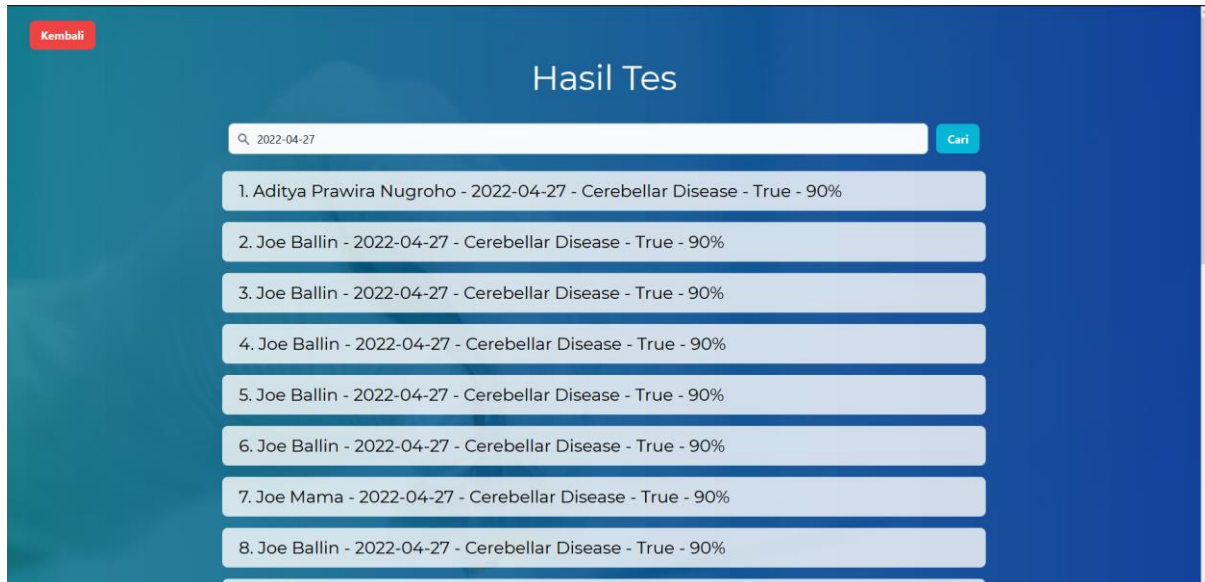 Kembali
Hasil Tes
2022-04-27
Cari
1. Aditya Prawira Nugroho - 2022-04-27 - Cerebellar Disease - True - 90%
2. Joe Ballin - 2022-04-27 - Cerebellar Disease - True - 90%
3. Joe Ballin - 2022-04-27 - Cerebellar Disease - True - 90%
4. Joe Ballin - 2022-04-27 - Cerebellar Disease - True - 90%
5. Joe Ballin - 2022-04-27 - Cerebellar Disease - True - 90%
6. Joe Ballin - 2022-04-27 - Cerebellar Disease - True - 90%
7. Joe Mama - 2022-04-27 - Cerebellar Disease - True - 90%
8. Joe Ballin - 2022-04-27 - Cerebellar Disease - True - 90%